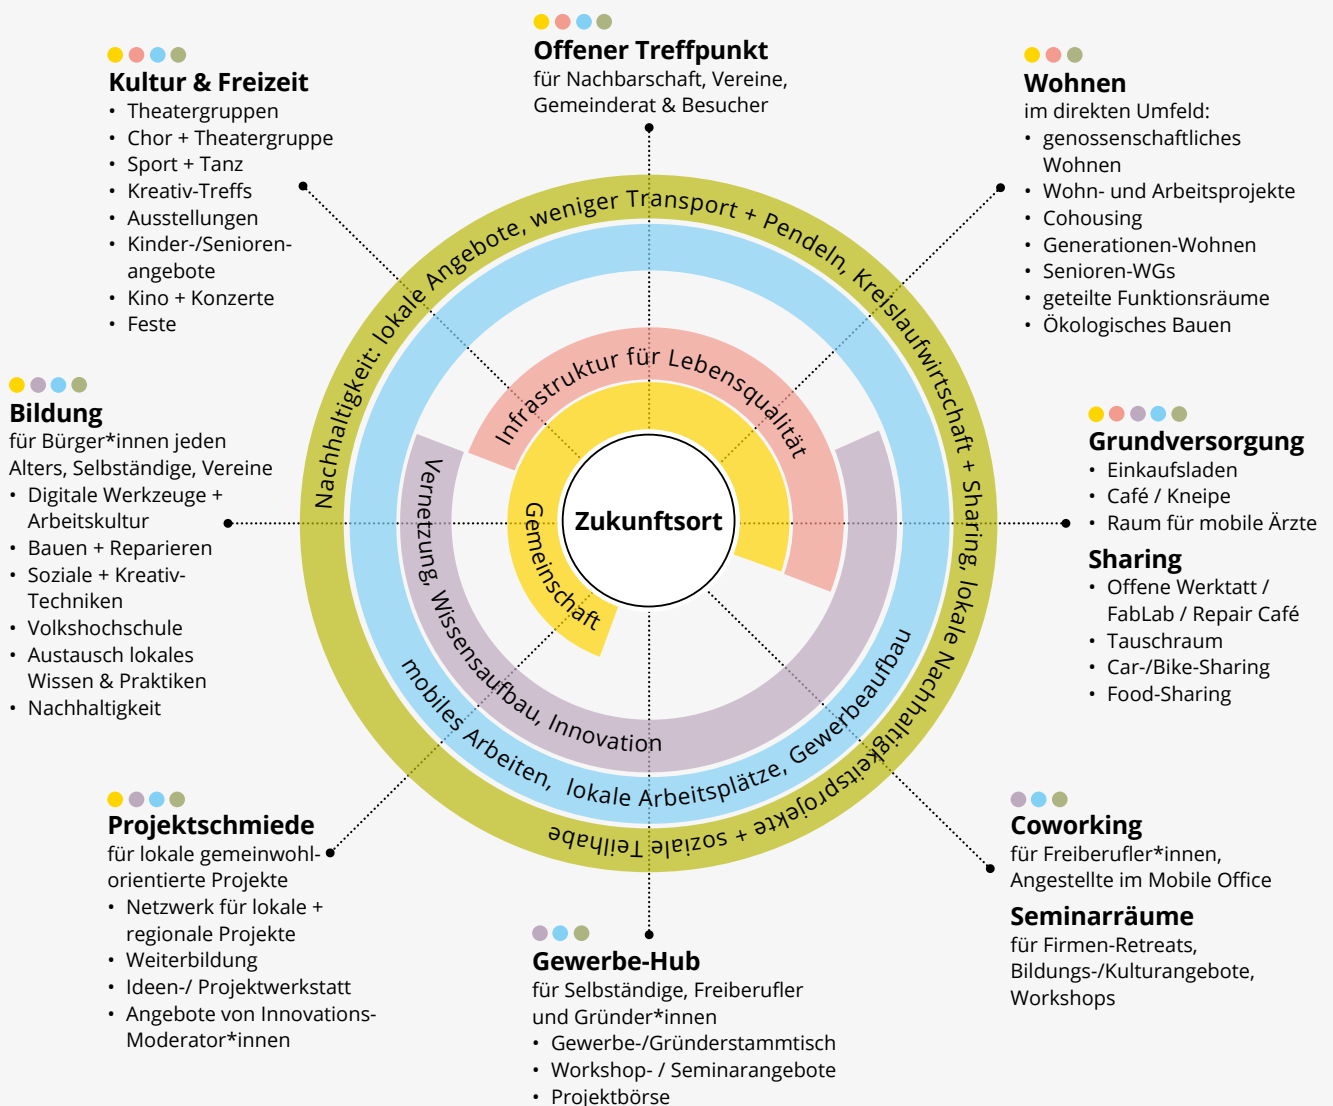 Offener Treffpunkt
für Nachbarschaft, Vereine,
Gemeinderat & Besucher
Kultur & Freizeit
• Theatergruppen
• Chor + Theatergruppe
• Sport + Tanz
• Kreativ-Treffs
• Ausstellungen
• Kinder-/Senioren-
angebote
• Kino + Konzerte
• Feste
Wohnen
im direkten Umfeld:
• genossenschaftliches
Wohnen
• Wohn- und Arbeitsprojekte
• Cohousing
• Generationen-Wohnen
• Senioren-WGs
• geteilte Funktionsräume
• Ökologisches Bauen
Bildung
für Bürger*innen jeden
Alters, Selbständige, Vereine
• Digitale Werkzeuge +
Arbeitskultur
• Bauen + Reparieren
• Soziale + Kreativ-
Techniken
• Volkshochschule
• Austausch lokales
Wissen & Praktiken
• Nachhaltigkeit
Nachhaltigkeit: lokale Angebote, weniger Transport + Pendeln, Kreislaufwirtschaft + Sharing, lokale Nachhaltigkeitsprojekte + soziale Teilhabe
Infrastruktur für Lebensqualität
Gemeinschaft
Zukunftsort
Vernetzung, Wissensaufbau, Innovation
mobiles Arbeiten, lokale Arbeitsplätze, Gewerbeaufbau
Grundversorgung
• Einkaufsladen
• Café / Kneipe
• Raum für mobile Ärzte
Sharing
• Offene Werktatt /
FabLab / Repair Café
• Tauschraum
• Car-/Bike-Sharing
• Food-Sharing
Projektschmiede
für lokale gemeinwohl-
orientierte Projekte
• Netzwerk für lokale +
regionale Projekte
• Weiterbildung
• Ideen-/ Projektwerkstatt
• Angebote von Innovations-
Moderator*innen
Gewerbe-Hub
für Selbständige, Freiberufler
und Gründer*innen
• Gewerbe-/Gründerstammtisch
• Workshop- / Seminarangebote
• Projektbörse
Coworking
für Freiberufler*innen,
Angestellte im Mobile Office
Seminarräume
für Firmen-Retreats,
Bildungs-/Kulturangebote,
Workshops